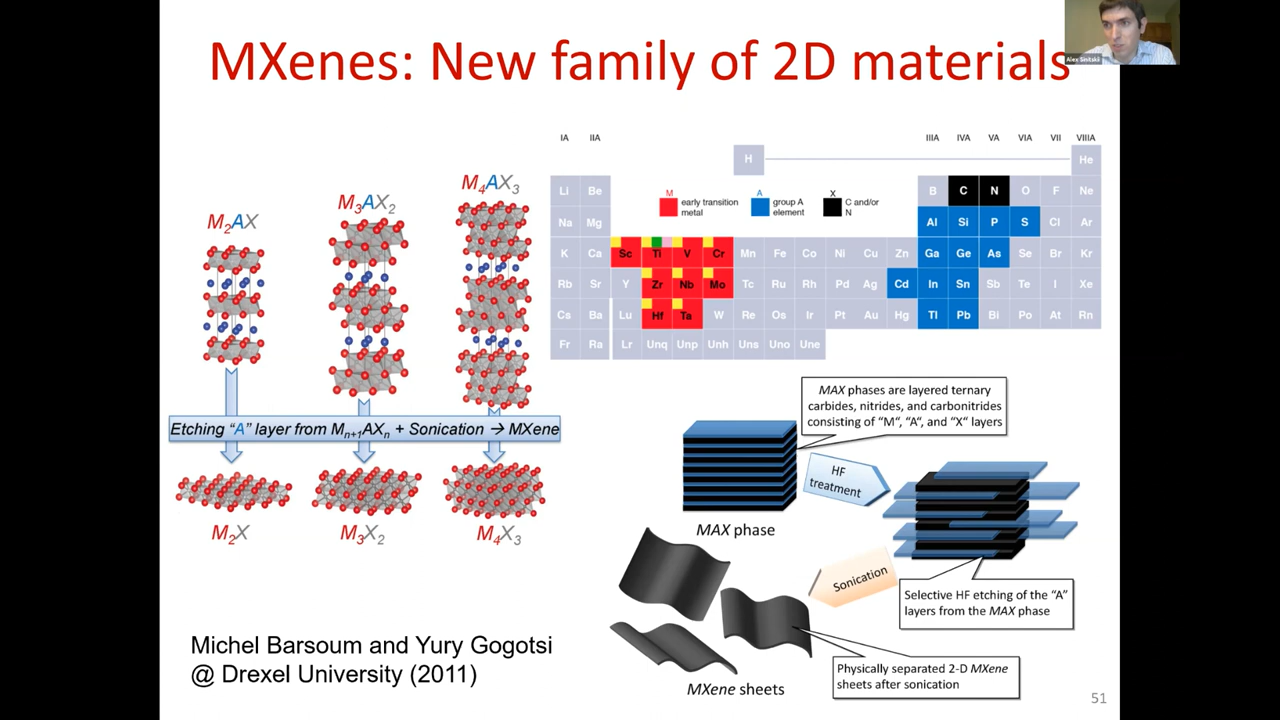 MXenes: New family of 2D materials
Alex Sinitskii
M2AX
M3AX2
M4AX3
Etching "A" layer from Mn+1AXn + Sonication → MXene
M2X
M3X2
M4X3
Michel Barsoum and Yury Gogotsi
@ Drexel University (2011)
IA IIA IIIA IVA VA VIA VII VIIIA
H He
Li Be B C N O F Ne
Na Mg Al Si P S Cl Ar
K Ca Sc Ti V Cr Mn Fe Co Ni Cu Zn Ga Ge As Se Br Kr
Rb Sr Y Zr Nb Mo Tc Ru Rh Pd Ag Cd In Sn Sb Te I Xe
Cs Ba Lu Hf Ta W Re Os Ir Pt Au Hg Tl Pb Bi Po At Rn
Fr Ra Lr Unq Unp Unh Uns Uno Une
M
early transition
metal
A
group A
element
X
C and/or
N
MAX phases are layered ternary
carbides, nitrides, and carbonitrides
consisting of "M", "A", and "X" layers
HF
treatment
MAX phase
Sonication
Selective HF etching of the "A"
layers from the MAX phase
Physically separated 2-D MXene
sheets after sonication
MXene sheets
51